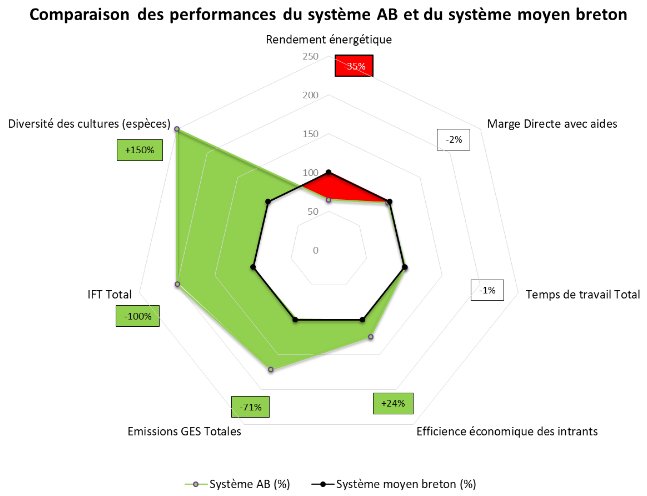 Comparaison des performances du système AB et du système moyen breton
Rendement énergétique
-35%
250
200
150
100
50
0
Diversité des cultures (espèces)
+150%
Marge Directe avec aides
-2%
IFT Total
-100%
Temps de travail Total
-1%
Emissions GES Totales
-71%
Efficience économique des intrants
+24%
Système AB (%)
Système moyen breton (%)